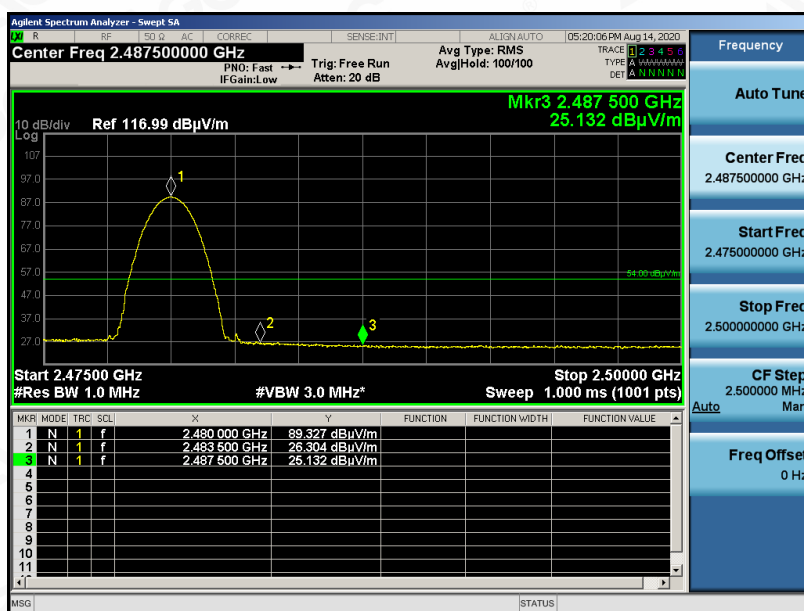 Agilent Spectrum Analyzer - Swept SA
LXI R RF 50 Ω AC CORREC SENSE:INT ALIGN AUTO 05:20:06 PM Aug 14, 2020
Center Freq 2.487500000 GHz
PNO: Fast
IFGain:Low
Trig: Free Run
Atten: 20 dB
Avg Type: RMS
Avg|Hold: 100/100
TRACE 1 2 3 4 5 6
TYPE A WWWWW
DET A N N N N N
Mkr3 2.487 500 GHz
25.132 dBµV/m
10 dB/div Ref 116.99 dBµV/m
Log
107
97.0
87.0
77.0
67.0
57.0
47.0
37.0
27.0
1
2
3
54.00 dBµV/m
Start 2.47500 GHz Stop 2.50000 GHz
#Res BW 1.0 MHz #VBW 3.0 MHz* Sweep 1.000 ms (1001 pts)
MKR MODE TRC SCL X Y FUNCTION FUNCTION WIDTH FUNCTION VALUE
1 N 1 f 2.480 000 GHz 89.327 dBµV/m
2 N 1 f 2.483 500 GHz 26.304 dBµV/m
3 N 1 f 2.487 500 GHz 25.132 dBµV/m
4
5
6
7
8
9
10
11
MSG STATUS
Frequency
Auto Tune
Center Freq
2.487500000 GHz
Start Freq
2.475000000 GHz
Stop Freq
2.500000000 GHz
CF Step
2.500000 MHz
Auto Man
Freq Offset
0 Hz